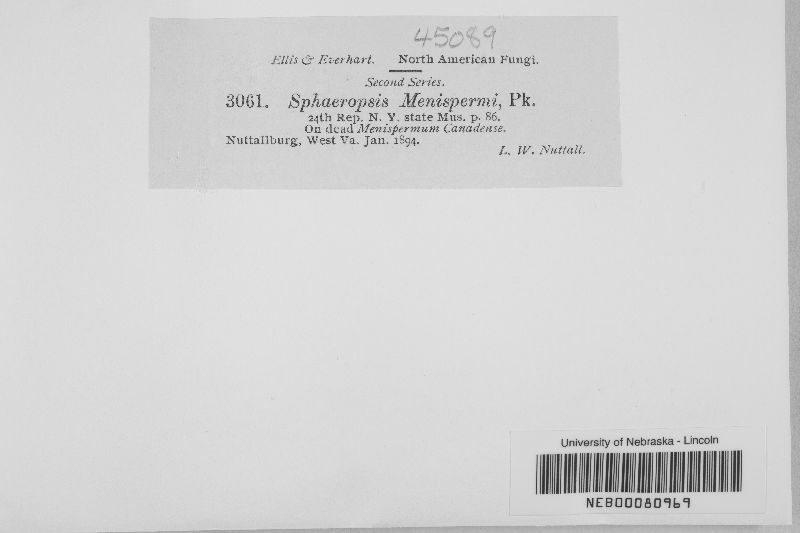 45089
Ellis & Everhart. North American Fungi.
Second Series.
3061. Sphaeropsis Menispermi, Pk.
24th Rep. N. Y. state Mus. p. 86.
On dead Menispermum Canadense.
Nuttallburg, West Va. Jan. 1894.
L. W. Nuttall.
University of Nebraska - Lincoln
NEB00080969